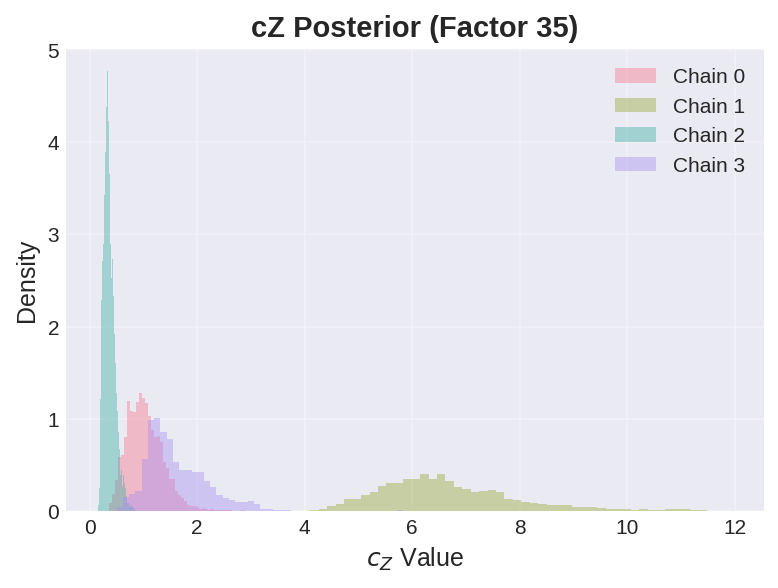 cZ Posterior (Factor 35)
Chain 0
Chain 1
Chain 2
Chain 3
Density
5
4
3
2
1
0
0 2 4 6 8 10 12
c_Z Value